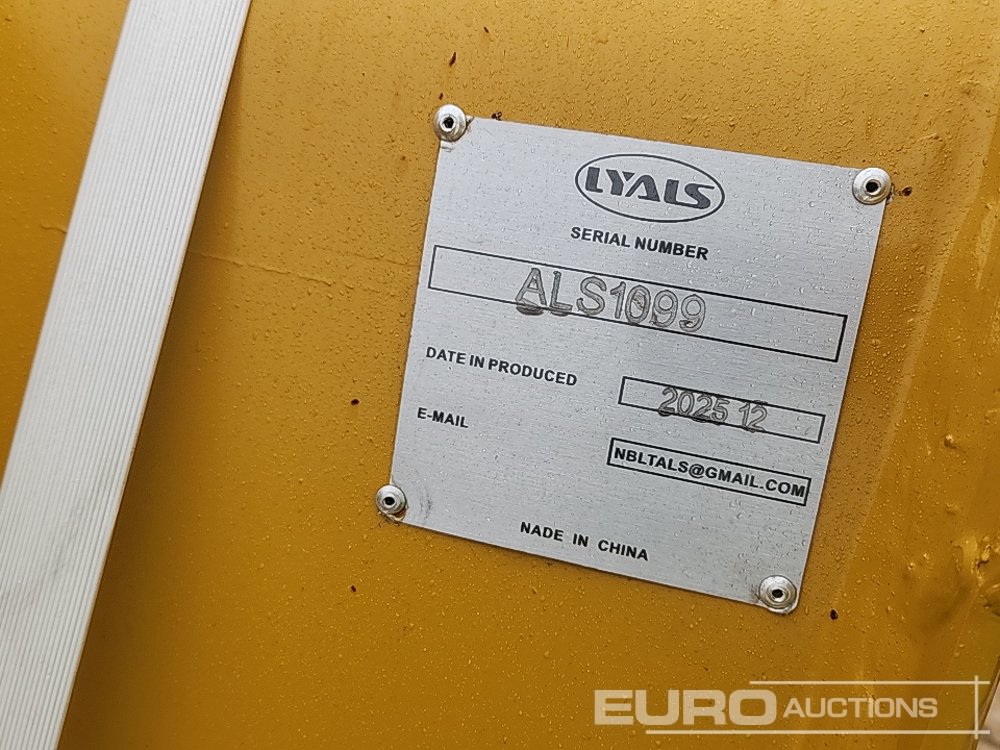 LYALS
SERIAL NUMBER
ALS1099
DATE IN PRODUCED
2025 12
E-MAIL
NBLTALS@GMAIL.COM
NADE IN CHINA
EURO AUCTIONS